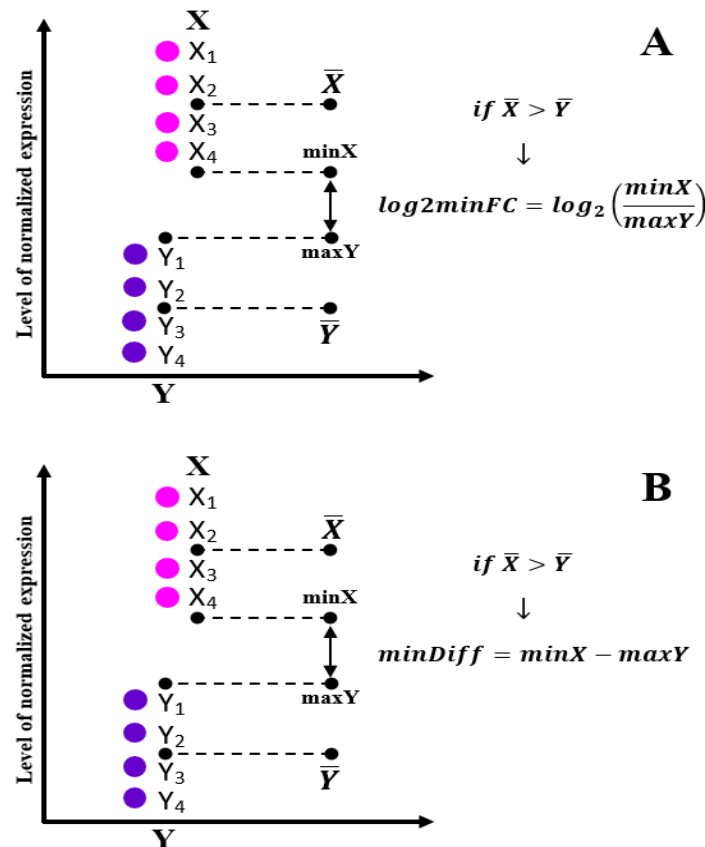 X
A
X₁
X̅
X₂
if X̅ > Y̅
X₃
minX
X₄
↓
log2minFC = log₂(minX/maxY)
Level of normalized expression
Y₁
maxY
Y₂
Y₃
Y̅
Y₄
Y
X
B
X₁
X̅
X₂
if X̅ > Y̅
X₃
minX
X₄
↓
minDiff = minX − maxY
Level of normalized expression
Y₁
maxY
Y₂
Y₃
Y̅
Y₄
Y